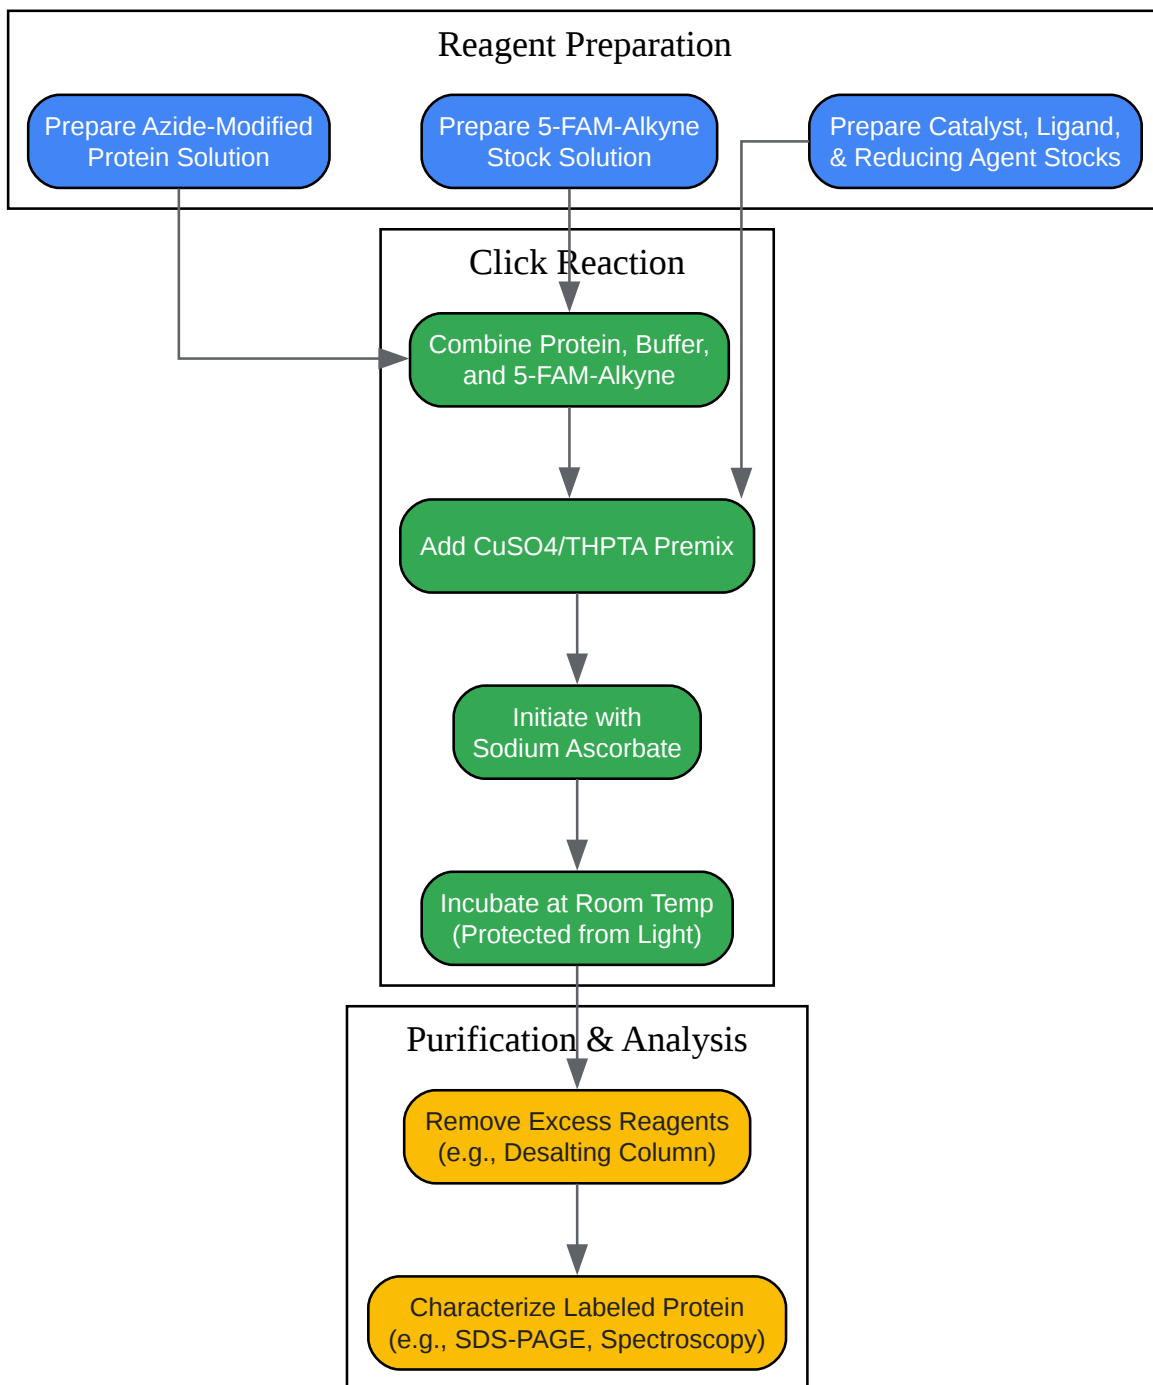 Reagent Preparation
Prepare Azide-Modified
Protein Solution
Prepare 5-FAM-Alkyne
Stock Solution
Prepare Catalyst, Ligand,
& Reducing Agent Stocks
Click Reaction
Combine Protein, Buffer,
and 5-FAM-Alkyne
Add CuSO4/THPTA Premix
Initiate with
Sodium Ascorbate
Incubate at Room Temp
(Protected from Light)
Purification & Analysis
Remove Excess Reagents
(e.g., Desalting Column)
Characterize Labeled Protein
(e.g., SDS-PAGE, Spectroscopy)